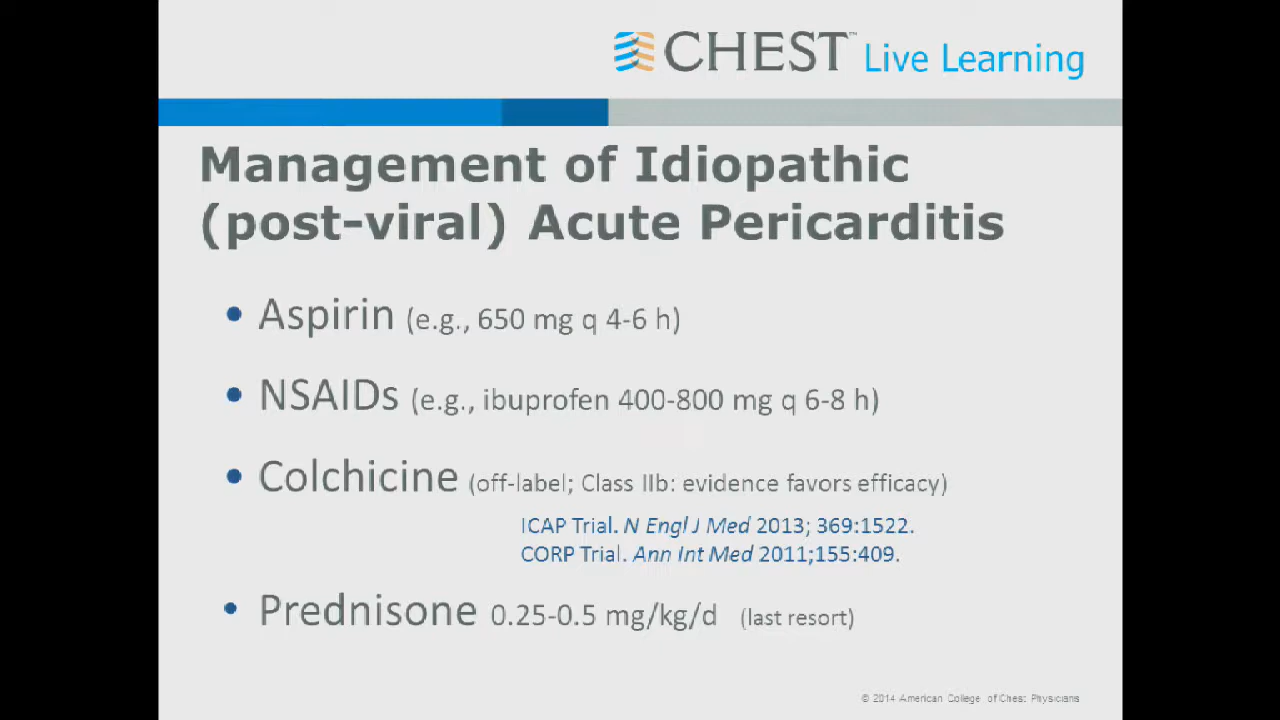 CHEST™ Live Learning
Management of Idiopathic
(post-viral) Acute Pericarditis
• Aspirin (e.g., 650 mg q 4-6 h)
• NSAIDs (e.g., ibuprofen 400-800 mg q 6-8 h)
• Colchicine (off-label; Class IIb: evidence favors efficacy)
ICAP Trial. N Engl J Med 2013; 369:1522.
CORP Trial. Ann Int Med 2011;155:409.
• Prednisone 0.25-0.5 mg/kg/d (last resort)
© 2014 American College of Chest Physicians